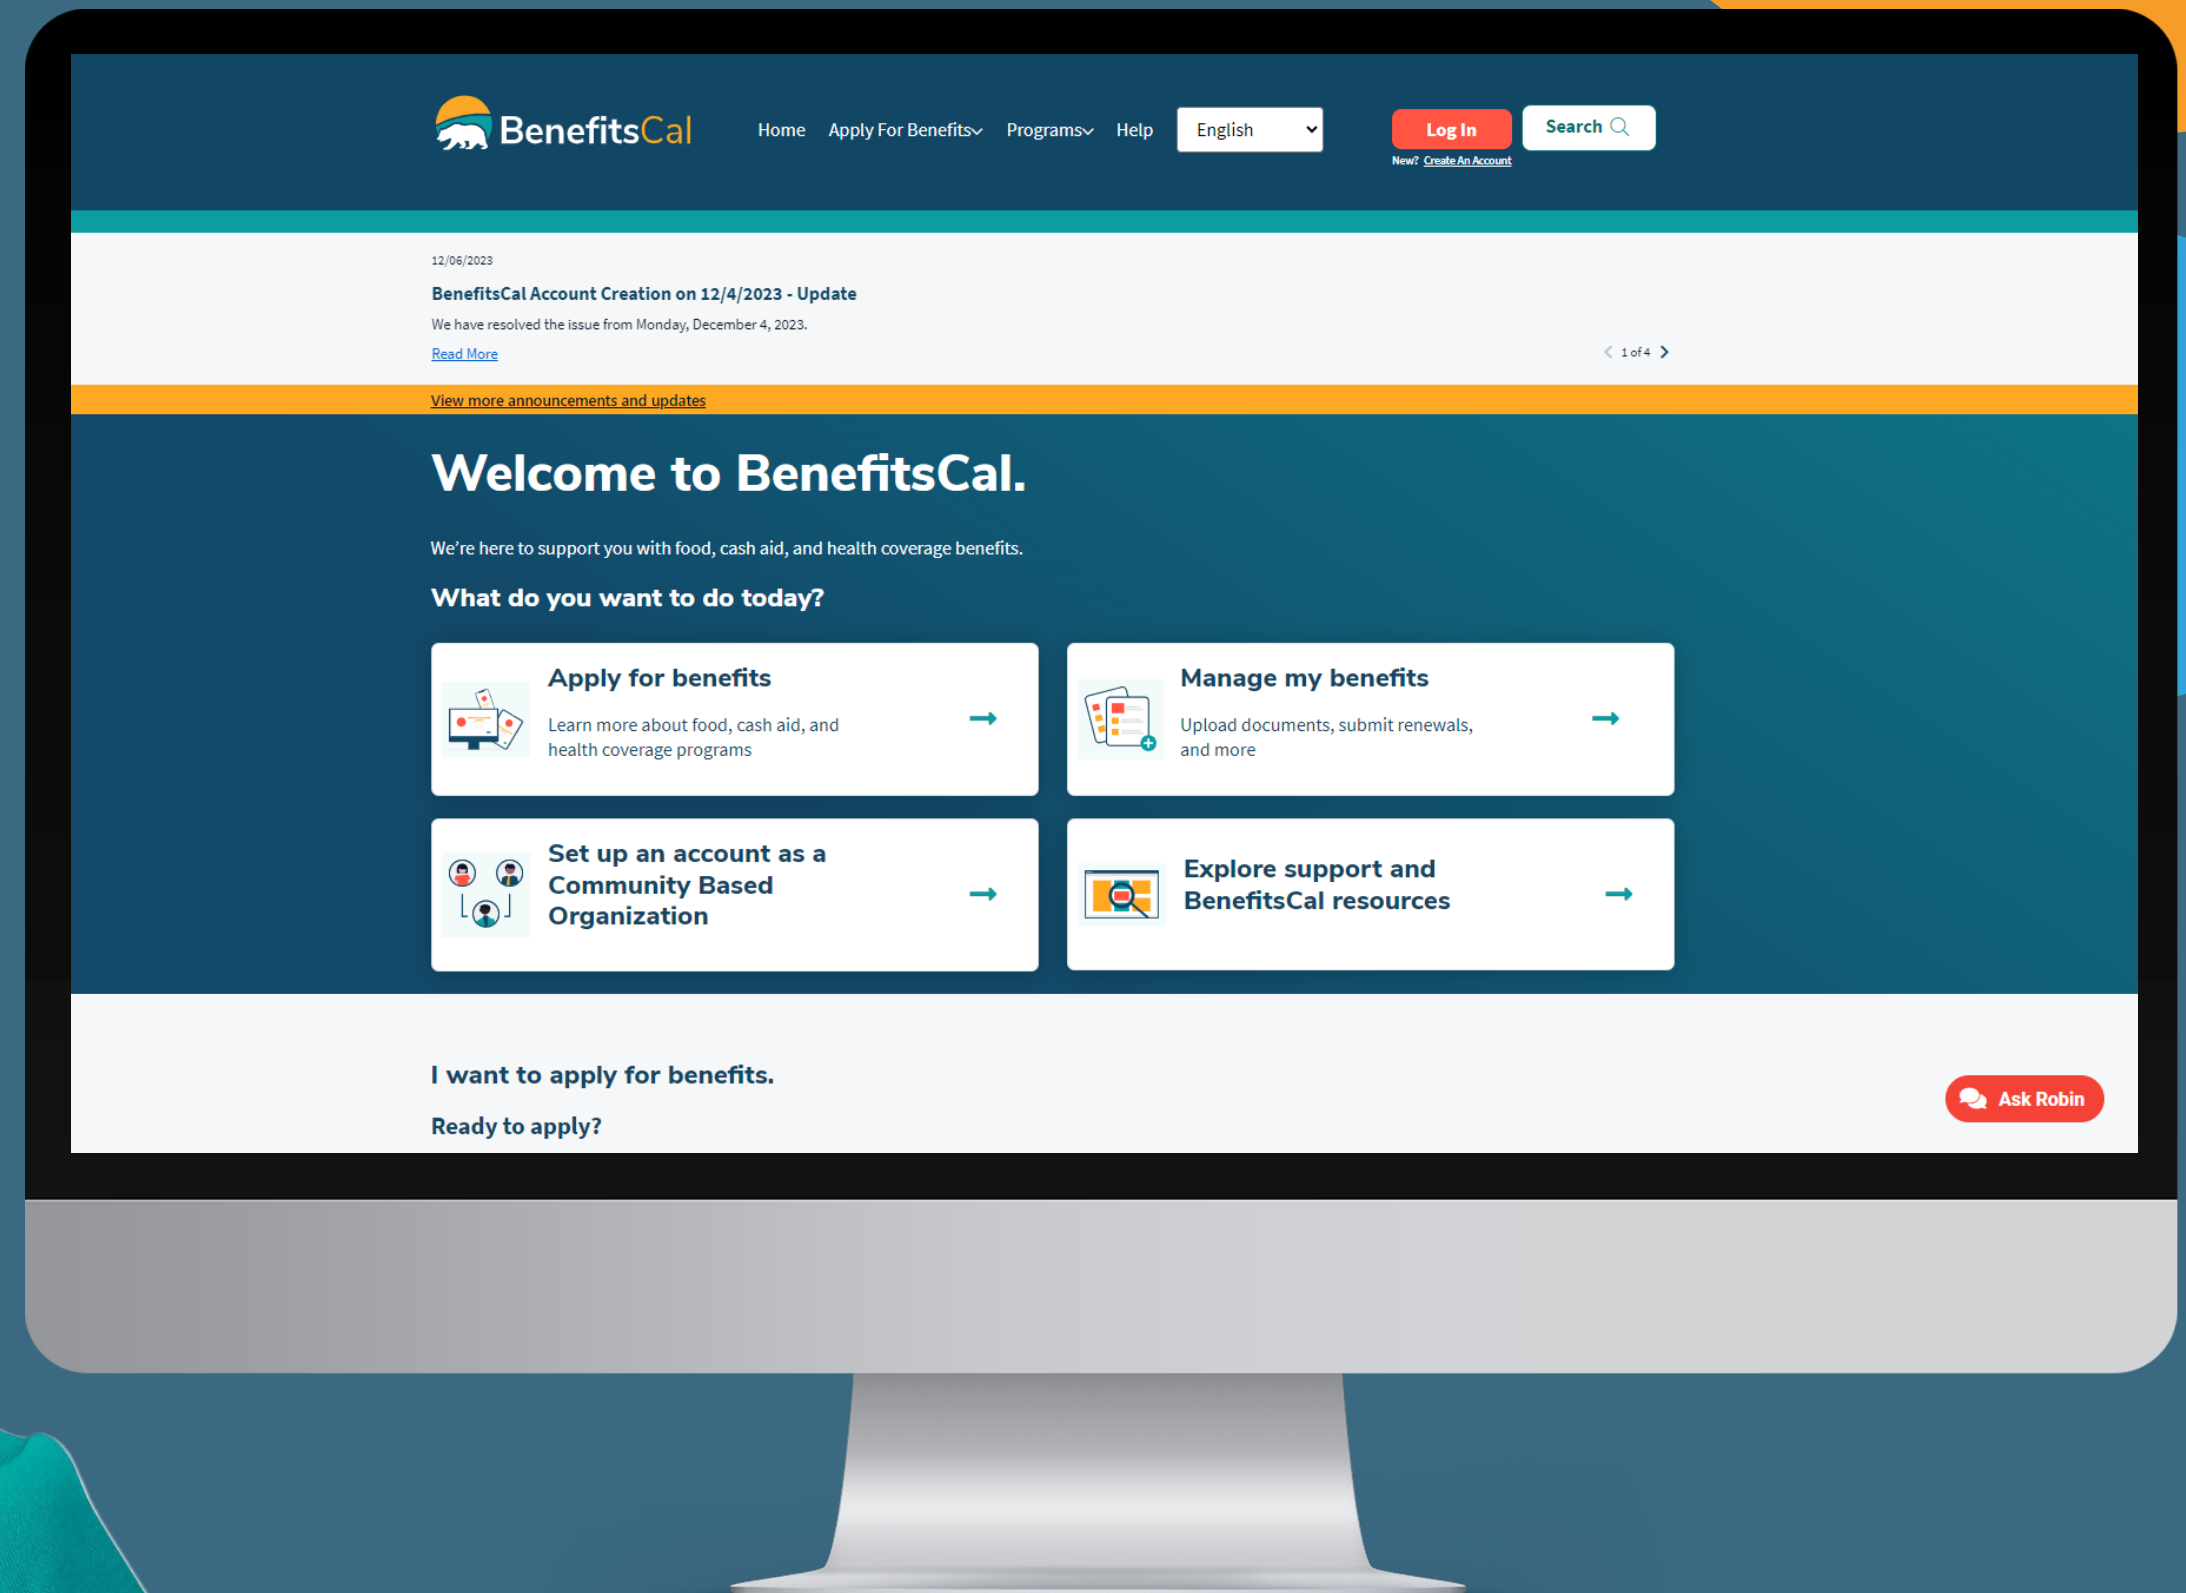 BenefitsCal
Home Apply For Benefits Programs Help English Log In Search
New? Create An Account
12/06/2023
BenefitsCal Account Creation on 12/4/2023 - Update
We have resolved the issue from Monday, December 4, 2023.
Read More
1 of 4
View more announcements and updates
Welcome to BenefitsCal.
We're here to support you with food, cash aid, and health coverage benefits.
What do you want to do today?
Apply for benefits
Learn more about food, cash aid, and
health coverage programs
Manage my benefits
Upload documents, submit renewals,
and more
Set up an account as a
Community Based
Organization
Explore support and
BenefitsCal resources
I want to apply for benefits.
Ready to apply?
Ask Robin